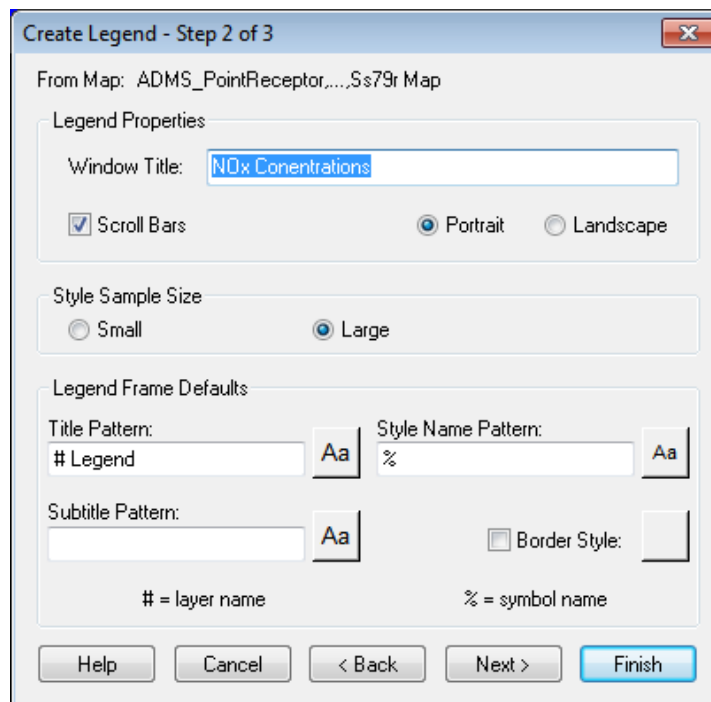 Create Legend - Step 2 of 3
From Map: ADMS_PointReceptor,...,Ss79r Map
Legend Properties
Window Title: NOx Conentrations
Scroll Bars Portrait Landscape
Style Sample Size
Small Large
Legend Frame Defaults
Title Pattern: Style Name Pattern:
# Legend Aa % Aa
Subtitle Pattern:
Aa Border Style:
# = layer name % = symbol name
Help Cancel < Back Next > Finish